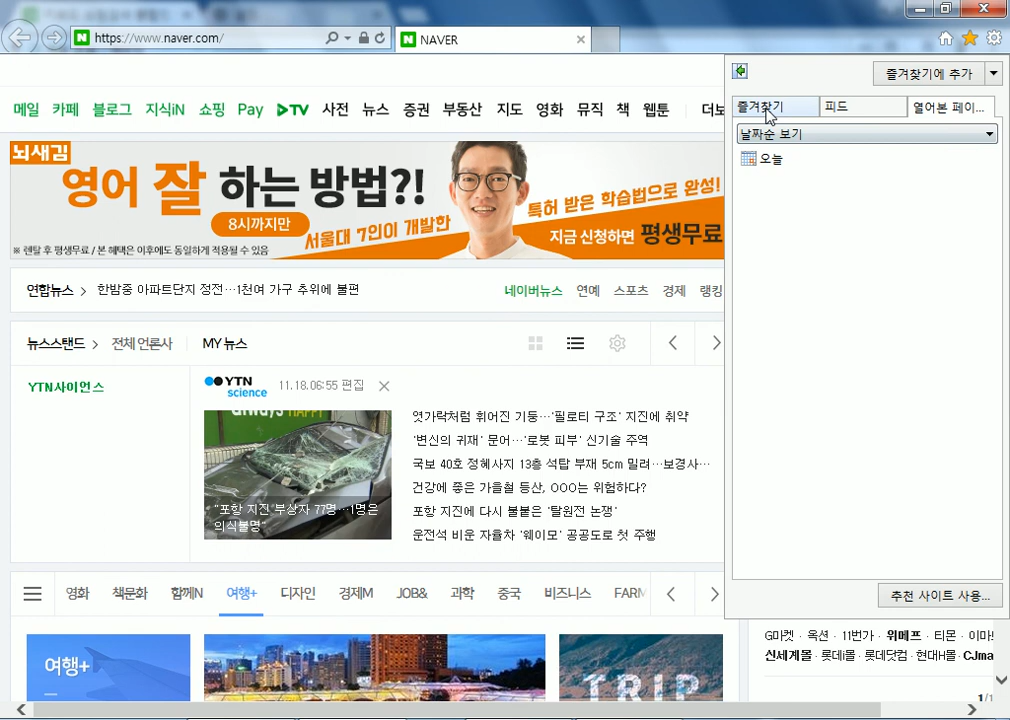 https://www.naver.com/
NAVER
메일 카페 블로그 지식iN 쇼핑 Pay TV 사전 뉴스 증권 부동산 지도 영화 뮤직 책 웹툰 더보
뇌새김
영어 잘 하는 방법?!
8시까지만
서울대 7인이 개발한
특허 받은 학습법으로 완성!
지금 신청하면 평생무료
※ 렌탈 후 평생무료 / 본 혜택은 이후에도 동일하게 적용될 수 있음
연합뉴스 > 한밤중 아파트단지 정전…1천여 가구 추위에 불편
네이버뉴스 연예 스포츠 경제 랭킹
뉴스스탠드 > 전체 언론사 MY 뉴스
YTN사이언스
YTN
science
11.18.06:55 편집
always HAPPY
"포항 지진 부상자 77명…1명은
의식불명"
엿가락처럼 휘어진 기둥…'필로티 구조' 지진에 취약
'변신의 귀재' 문어…'로봇 피부' 신기술 주역
국보 40호 정혜사지 13층 석탑 부재 5cm 밀려…보경사…
건강에 좋은 가을철 등산, OOO는 위험하다?
포항 지진에 다시 불붙은 '탈원전 논쟁'
운전석 비운 자율차 '웨이모' 공공도로 첫 주행
영화 책문화 함께N 여행+ 디자인 경제M JOB& 과학 중국 비즈니스 FARM
여행+
TRIP
즐겨찾기에 추가
즐겨찾기 피드 열어본 페이...
날짜순 보기
오늘
추천 사이트 사용...
G마켓 · 옥션 · 11번가 · 위메프 · 티몬 · 이마
신세계몰 · 롯데i몰 · 롯데닷컴 · 현대H몰 · CJma
1/1